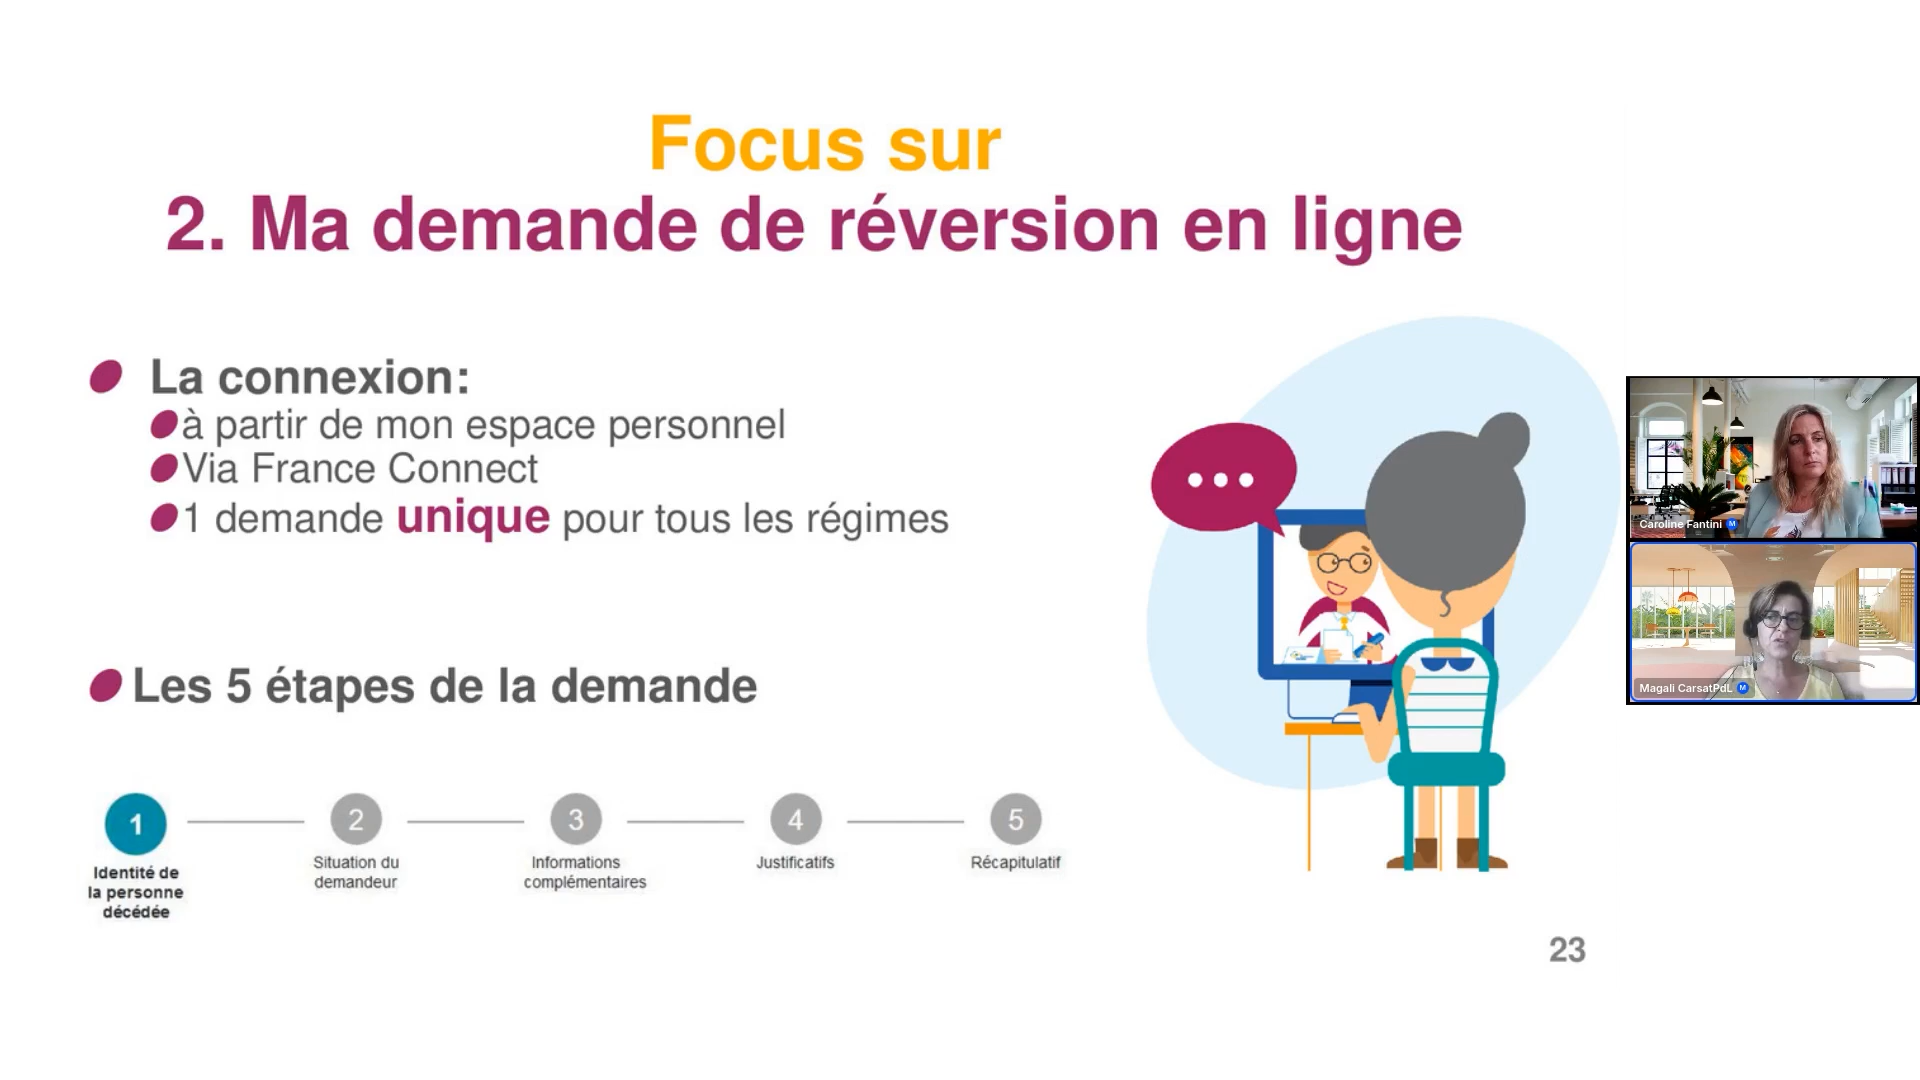 Focus sur
2. Ma demande de réversion en ligne
La connexion:
à partir de mon espace personnel
Via France Connect
1 demande unique pour tous les régimes
Les 5 étapes de la demande
1
Identité de
la personne
décédée
2
Situation du
demandeur
3
Informations
complémentaires
4
Justificatifs
5
Récapitulatif
23
Caroline Fantini M
Magali CarsatPdL M